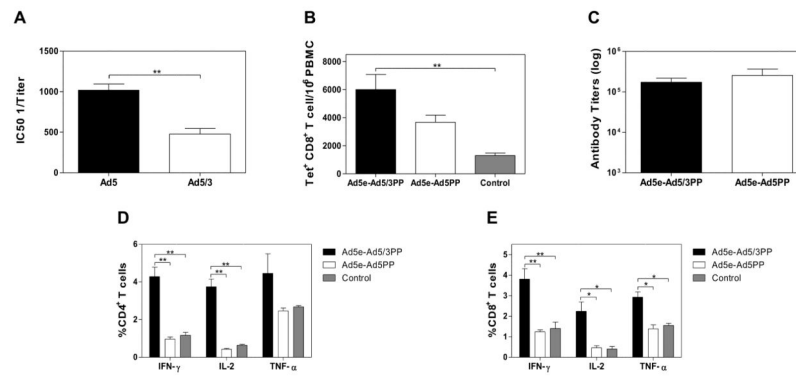 A
IC50 1/Titer
1500
1000
500
0
**
Ad5
Ad5/3
B
Tet+ CD8+ T cell/10⁶ PBMC
8000
6000
4000
2000
0
**
Ad5e-Ad5/3PP
Ad5e-Ad5PP
Control
C
Antibody Titers (log)
10⁶
10⁵
10⁴
10³
Ad5e-Ad5/3PP
Ad5e-Ad5PP
D
%CD4+ T cells
6
4
2
0
**
**
**
**
IFN-γ
IL-2
TNF-α
Ad5e-Ad5/3PP
Ad5e-Ad5PP
Control
E
%CD8+ T cells
5
4
3
2
1
0
**
**
*
*
*
*
IFN-γ
IL-2
TNF-α
Ad5e-Ad5/3PP
Ad5e-Ad5PP
Control